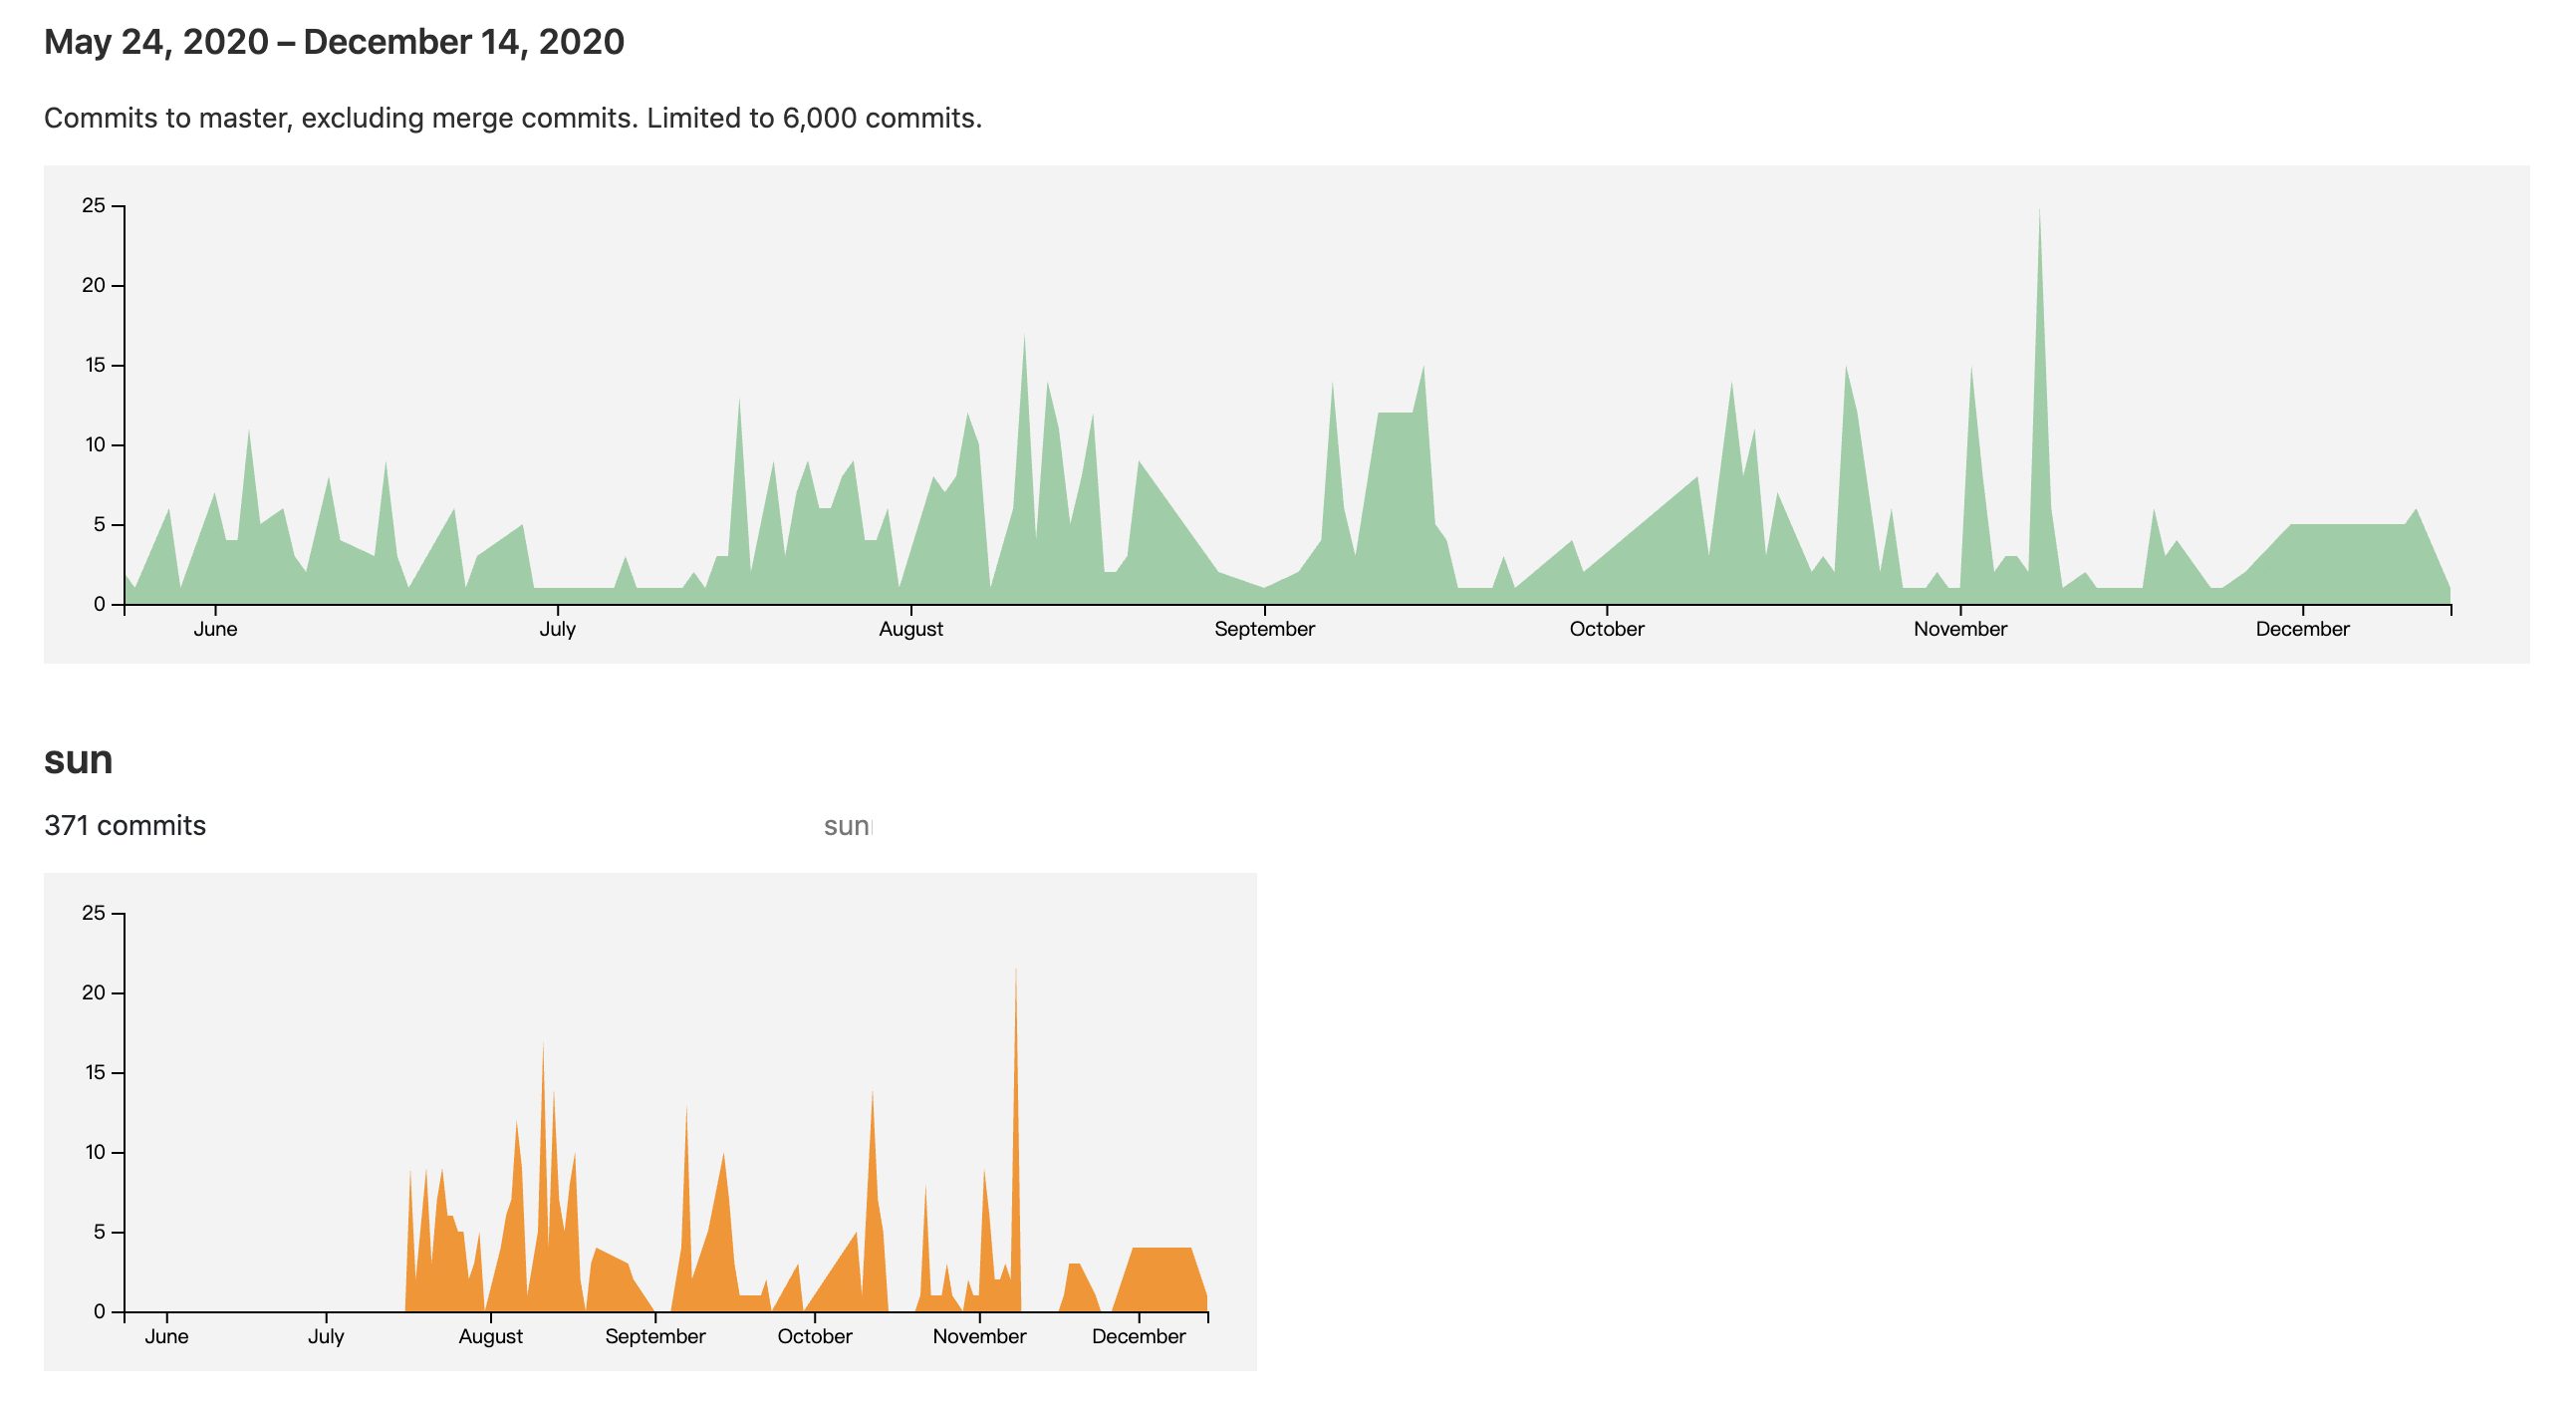 May 24, 2020 – December 14, 2020
Commits to master, excluding merge commits. Limited to 6,000 commits.
25
20
15
10
5
0
June July August September October November December
sun
371 commits sun
25
20
15
10
5
0
June July August September October November December